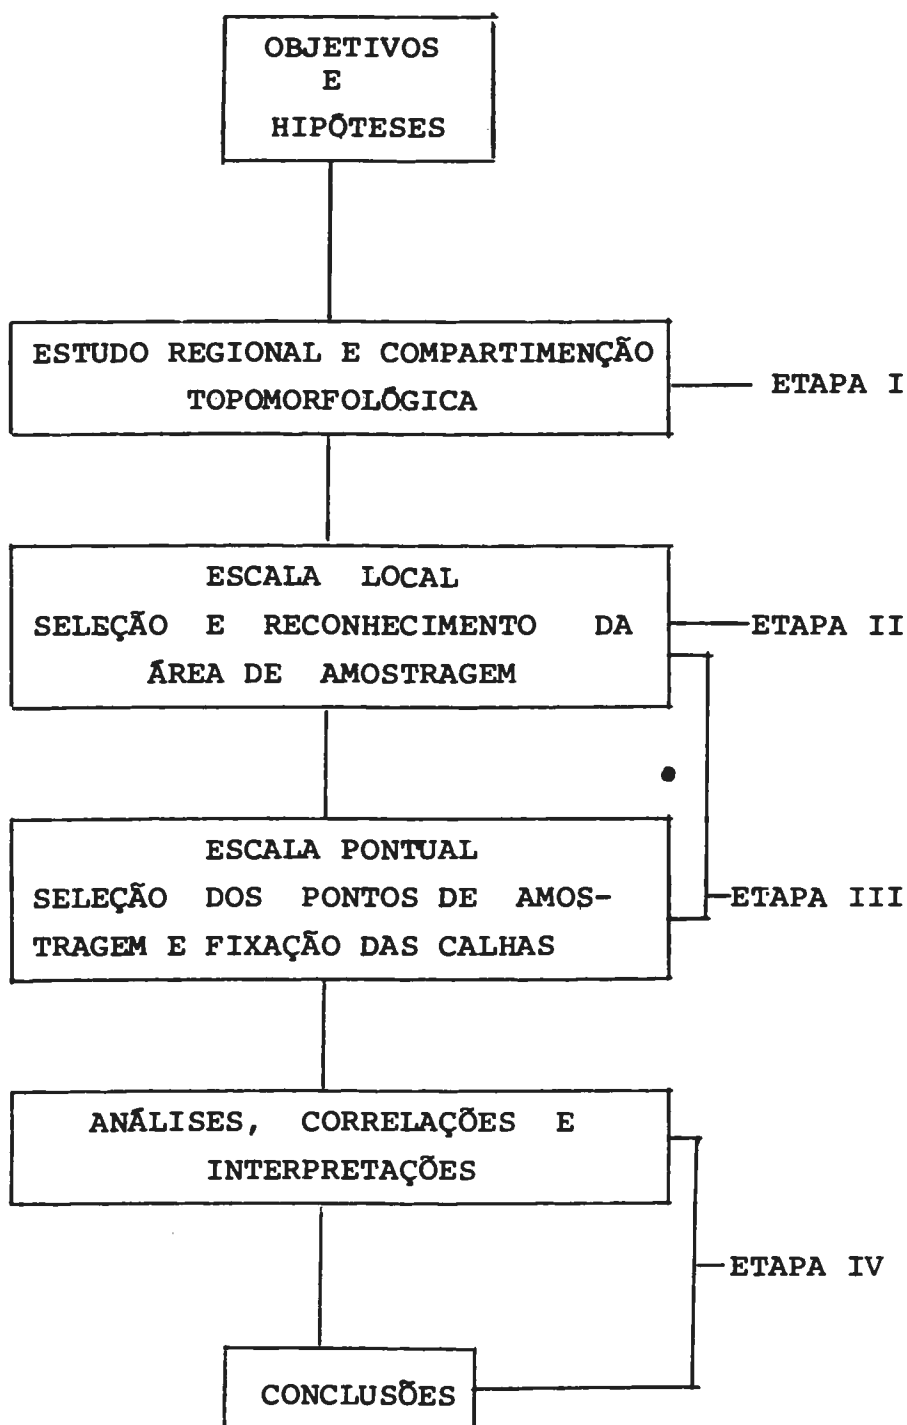 OBJETIVOS
E
HIPÓTESES
ESTUDO REGIONAL E COMPARTIMENÇÃO
TOPOMORFOLÓGICA
ETAPA I
ESCALA LOCAL
SELEÇÃO E RECONHECIMENTO DA
ÁREA DE AMOSTRAGEM
ETAPA II
ESCALA PONTUAL
SELEÇÃO DOS PONTOS DE AMOS-
TRAGEM E FIXAÇÃO DAS CALHAS
ETAPA III
ANÁLISES, CORRELAÇÕES E
INTERPRETAÇÕES
ETAPA IV
CONCLUSÕES